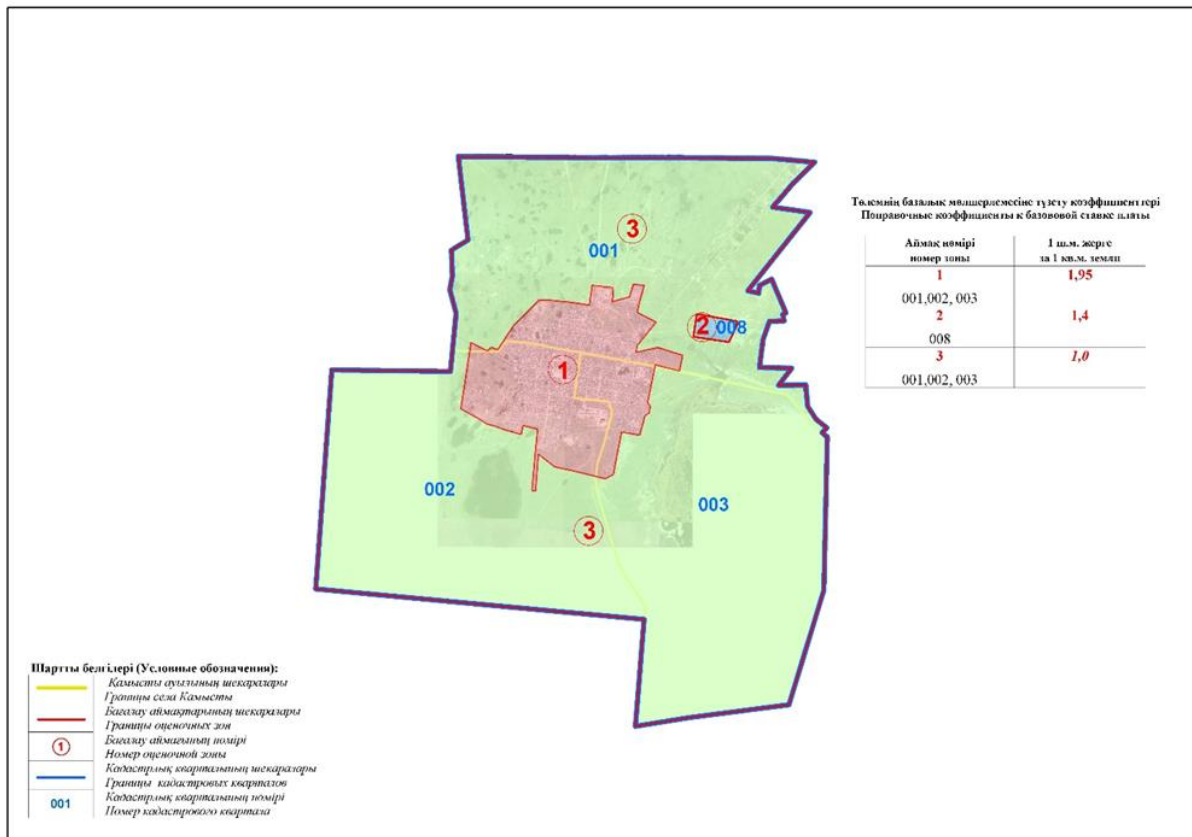 3
001
2
008
1
002
003
3
Төлемнің базалық мөлшерлемесіне түзету коэффициенттері
Поправочные коэффициенты к базововой ставке платы
Аймақ нөмірі
номер зоны
1 ш.м. жерге
за 1 кв.м. земли
1
1,95
001,002, 003
2
1,4
008
3
1,0
001,002, 003
Шартты белгілері (Условные обозначения):
Қамысты ауылының шекаралары
Границы села Камысты
Бағалау аймақтарының шекаралары
Границы оценочных зон
1
Бағалау аймағының нөмірі
Номер оценочной зоны
Кадастрлық кварталының шекаралары
Границы кадастровых кварталов
001
Кадастрлық кварталының нөмірі
Номер кадастрового квартала